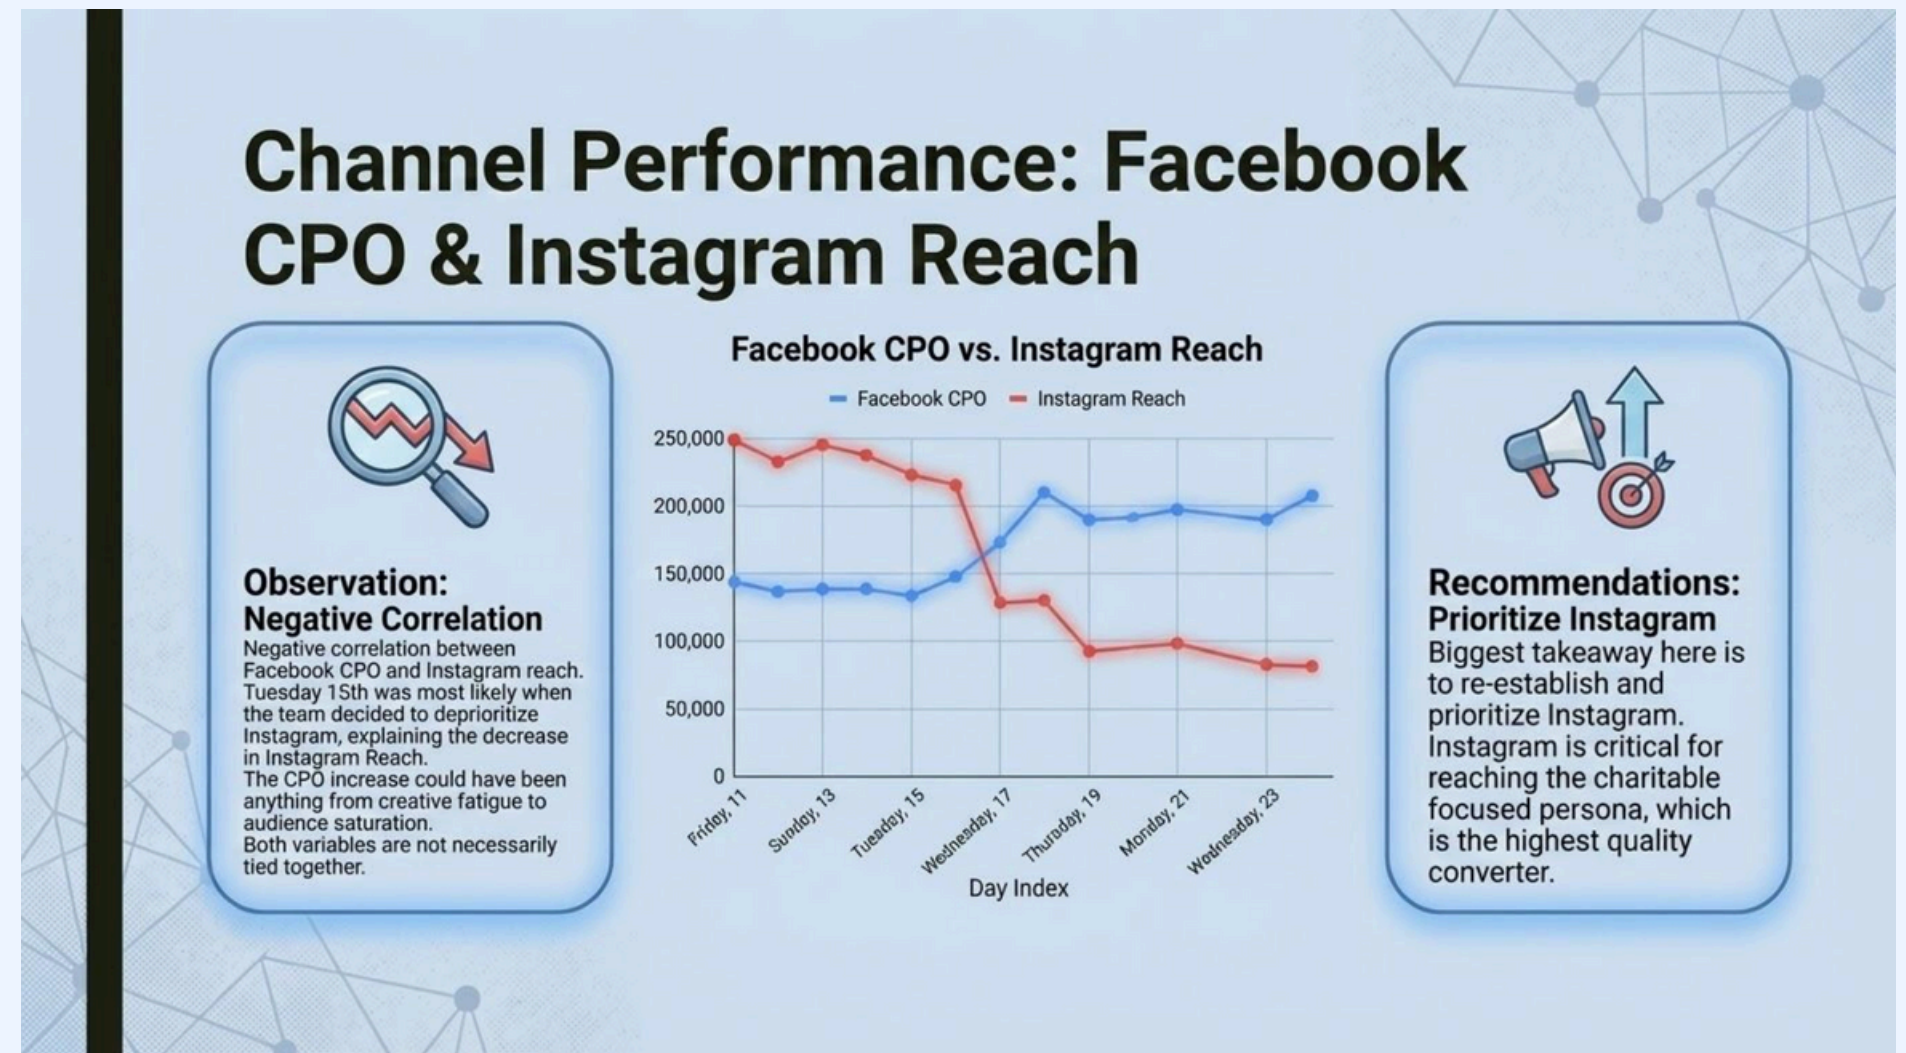 Channel Performance: Facebook
CPO & Instagram Reach
Observation:
Negative Correlation
Negative correlation between
Facebook CPO and Instagram reach.
Tuesday 15th was most likely when
the team decided to deprioritize
Instagram, explaining the decrease
in Instagram Reach.
The CPO increase could have been
anything from creative fatigue to
audience saturation.
Both variables are not necessarily
tied together.
Facebook CPO vs. Instagram Reach
Facebook CPO
Instagram Reach
250,000
200,000
150,000
100,000
50,000
0
Friday, 11
Sunday, 13
Tuesday, 15
Wednesday, 17
Thursday, 19
Monday, 21
Wednesday, 23
Day Index
Recommendations:
Prioritize Instagram
Biggest takeaway here is
to re-establish and
prioritize Instagram.
Instagram is critical for
reaching the charitable
focused persona, which
is the highest quality
converter.